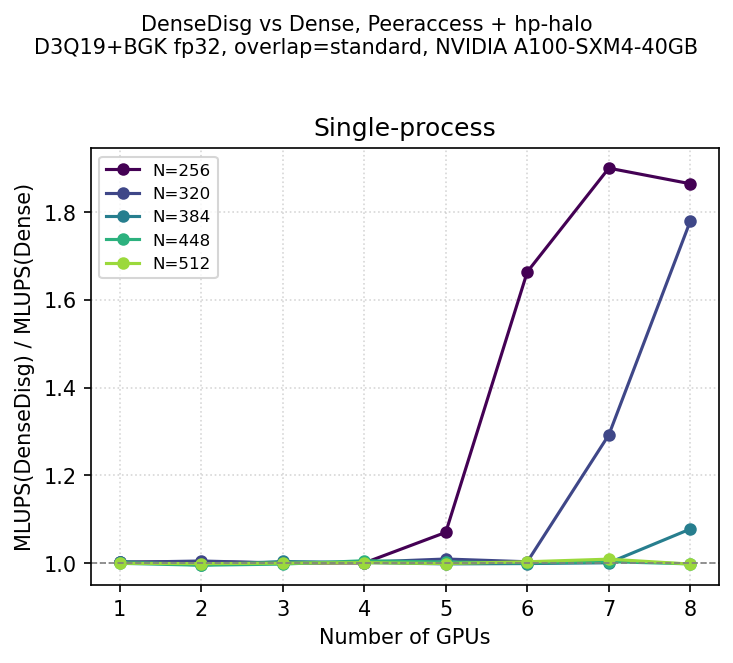 DenseDisg vs Dense, Peeraccess + hp-halo
D3Q19+BGK fp32, overlap=standard, NVIDIA A100-SXM4-40GB
Single-process
MLUPS(DenseDisg) / MLUPS(Dense)
1.8
1.6
1.4
1.2
1.0
N=256
N=320
N=384
N=448
N=512
1 2 3 4 5 6 7 8
Number of GPUs